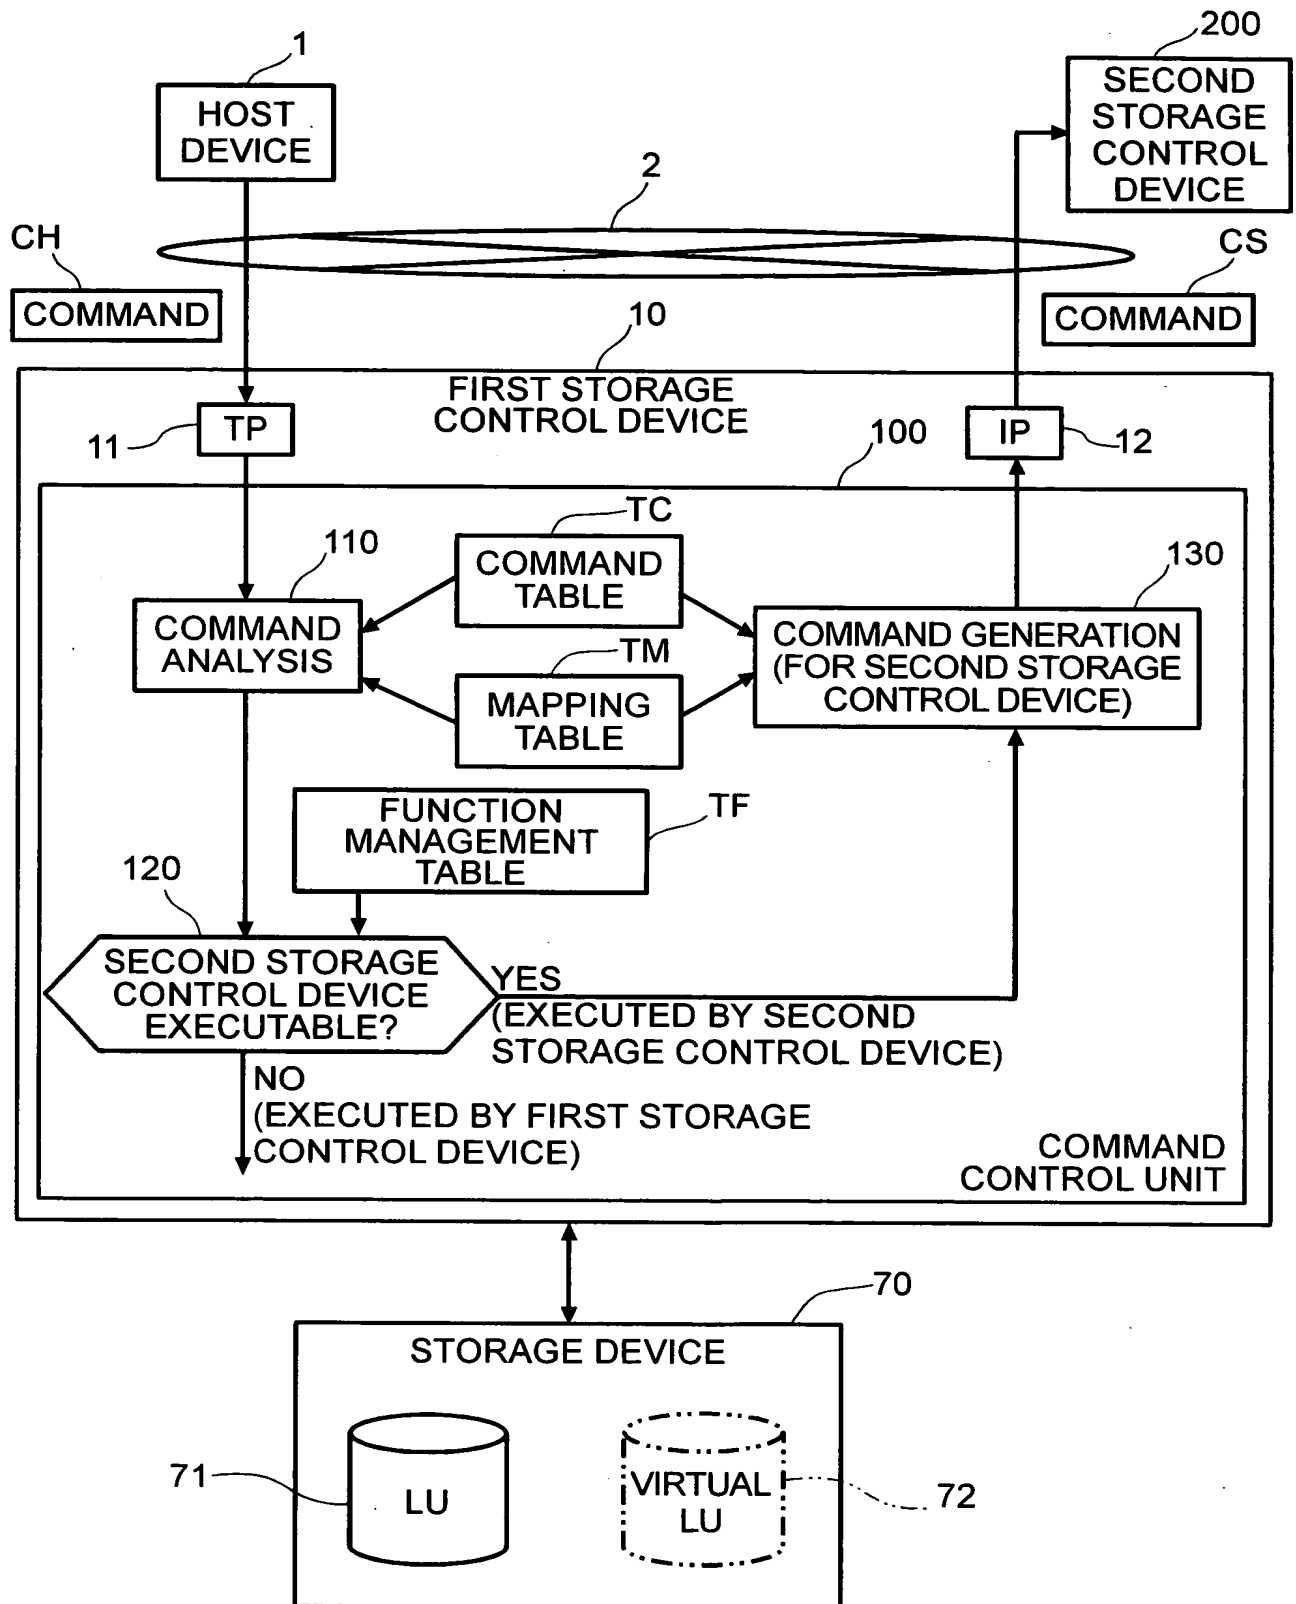 1
200
HOST
DEVICE
SECOND
STORAGE
CONTROL
DEVICE
2
CH
CS
COMMAND
COMMAND
10
FIRST STORAGE
CONTROL DEVICE
11
TP
100
IP
12
TC
110
COMMAND
TABLE
130
COMMAND
ANALYSIS
COMMAND GENERATION
(FOR SECOND STORAGE
CONTROL DEVICE)
TM
MAPPING
TABLE
FUNCTION
MANAGEMENT
TABLE
TF
120
SECOND STORAGE
CONTROL DEVICE
EXECUTABLE?
YES
(EXECUTED BY SECOND
STORAGE CONTROL DEVICE)
NO
(EXECUTED BY FIRST STORAGE
CONTROL DEVICE)
COMMAND
CONTROL UNIT
70
STORAGE DEVICE
71
LU
VIRTUAL
LU
72